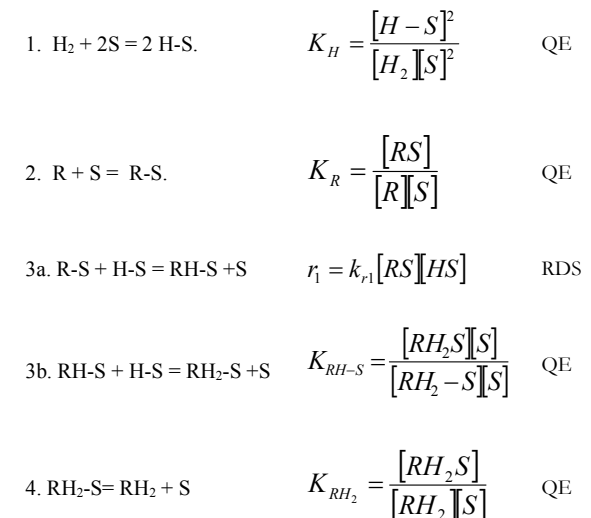 1. H₂ + 2S = 2 H-S. K_H = [H – S]² / [H₂][S]² QE
2. R + S = R-S. K_R = [RS] / [R][S] QE
3a. R-S + H-S = RH-S +S r₁ = k_r1[RS][HS] RDS
3b. RH-S + H-S = RH₂-S +S K_RH–S = [RH₂S][S] / [RH₂ – S][S] QE
4. RH₂-S= RH₂ + S K_RH₂ = [RH₂S] / [RH₂][S] QE